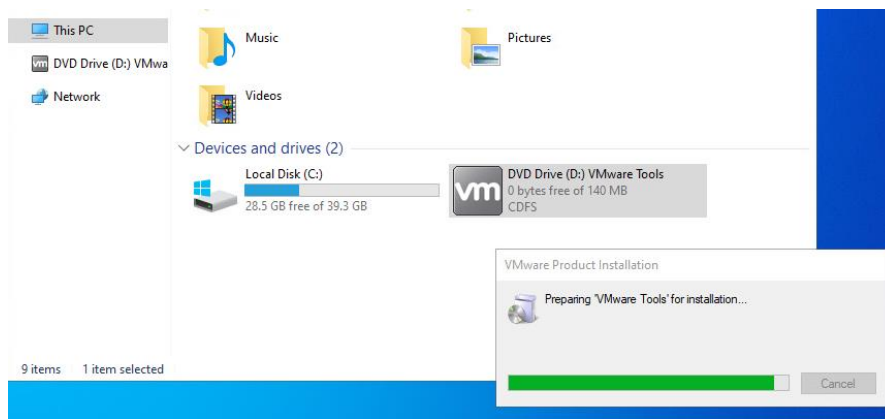 This PC
DVD Drive (D:) VMwa
Network
Music
Pictures
Videos
Devices and drives (2)
Local Disk (C:)
28.5 GB free of 39.3 GB
vm
DVD Drive (D:) VMware Tools
0 bytes free of 140 MB
CDFS
VMware Product Installation
Preparing 'VMware Tools' for installation...
Cancel
9 items 1 item selected